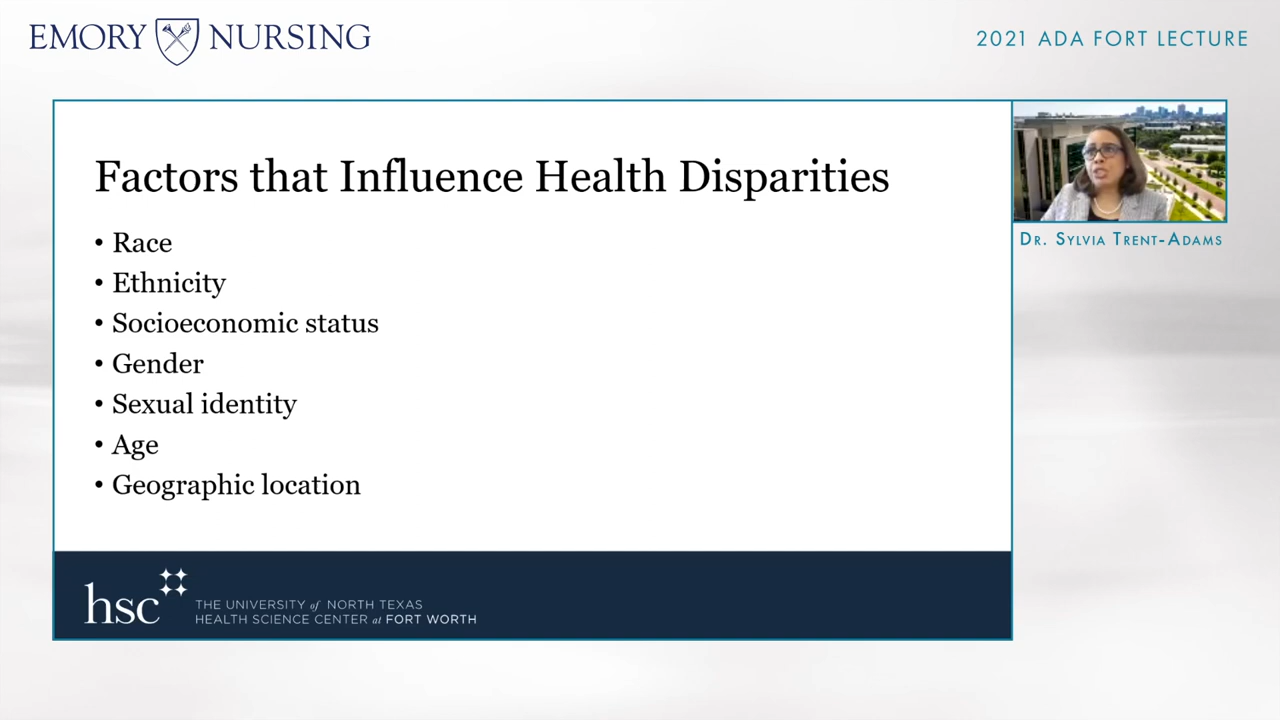 EMORY NURSING
2021 ADA FORT LECTURE
Factors that Influence Health Disparities
• Race
• Ethnicity
• Socioeconomic status
• Gender
• Sexual identity
• Age
• Geographic location
Dr. Sylvia Trent-Adams
hsc
THE UNIVERSITY of NORTH TEXAS
HEALTH SCIENCE CENTER at FORT WORTH